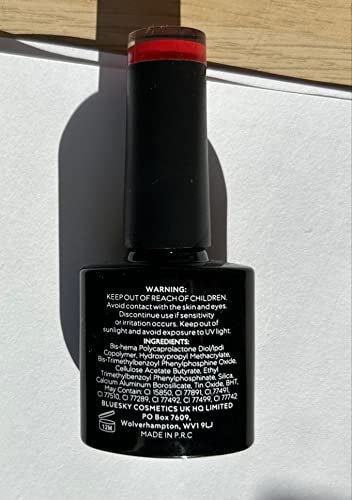 WARNING:
KEEP OUT OF REACH OF CHILDREN.
Avoid contact with the skin and eyes.
Discontinue use if sensitivity
or irritation occurs. Keep out of
sunlight and avoid exposure to UV light.
INGREDIENTS:
Bis-hema Polycaprolactone Diol/Ipdi
Copolymer, Hydroxypropyl Methacrylate,
Bis-Trimethylbenzoyl Phenylphosphine Oxide,
Cellulose Acetate Butyrate, Ethyl
Trimethylbenzoyl Phenylphosphinate, Silica,
Calcium Aluminum Borosilicate, Tin Oxide, BHT,
May Contain: CI 15850, CI 77891, CI 77491,
CI 77510, CI 77289, CI 77492, CI 77499, CI 77742
BLUESKY COSMETICS UK HQ LIMITED
PO Box 7609,
Wolverhampton, WV1 9LJ
MADE IN P.R.C
12M